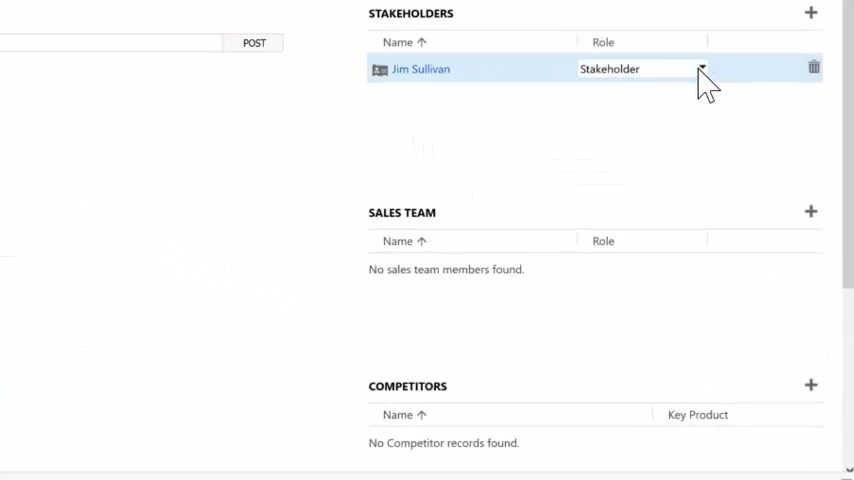 STAKEHOLDERS
Name Role
POST
Jim Sullivan Stakeholder
SALES TEAM
Name Role
No sales team members found.
COMPETITORS
Name Key Product
No Competitor records found.